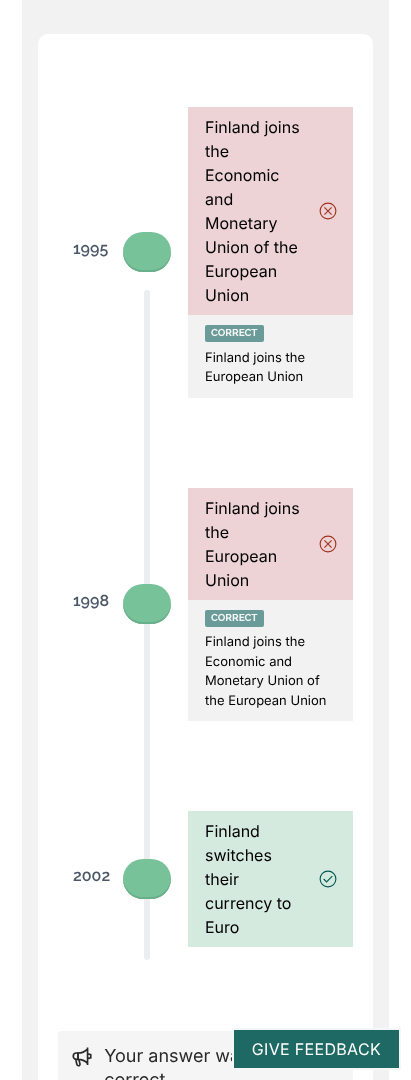 Finland joins
the
Economic
and
Monetary
Union of the
European
Union
1995
CORRECT
Finland joins the
European Union
Finland joins
the
European
Union
1998
CORRECT
Finland joins the
Economic and
Monetary Union of
the European Union
Finland
switches
their
currency to
Euro
2002
Your answer
GIVE FEEDBACK
correct